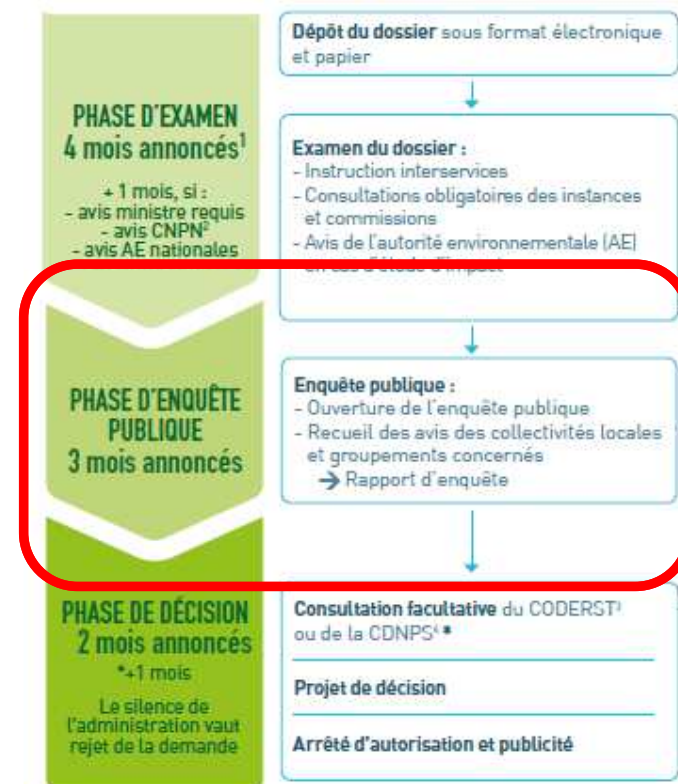 Dépôt du dossier sous format électronique
et papier
PHASE D'EXAMEN
4 mois annoncés¹
+ 1 mois, si :
- avis ministre requis
- avis CNPN²
- avis AE nationales
Examen du dossier :
- Instruction interservices
- Consultations obligatoires des instances
et commissions
- Avis de l'autorité environnementale (AE)
en cas d'étude d'impact
PHASE D'ENQUÊTE
PUBLIQUE
3 mois annoncés
Enquête publique :
- Ouverture de l'enquête publique
- Recueil des avis des collectivités locales
et groupements concernés
→ Rapport d'enquête
PHASE DE DÉCISION
2 mois annoncés
*+1 mois
Le silence de
l'administration vaut
rejet de la demande
Consultation facultative du CODERST³
ou de la CDNPS⁴ *
Projet de décision
Arrêté d'autorisation et publicité